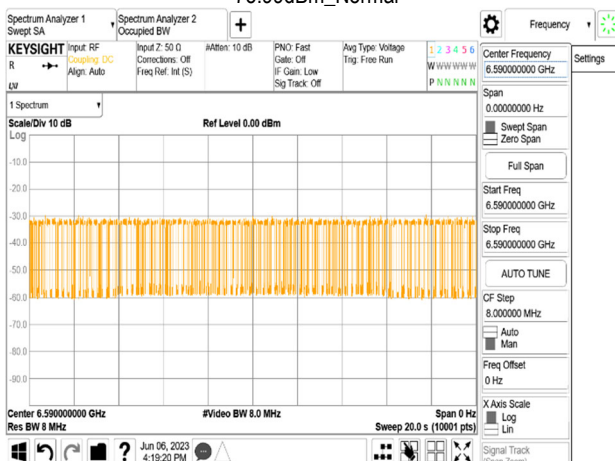 Spectrum Analyzer 1
Swept SA
Spectrum Analyzer 2
Occupied BW
+
Frequency
KEYSIGHT
R
Input: RF
Coupling: DC
Align: Auto
Input Z: 50 Ω
Corrections: Off
Freq Ref: Int (S)
#Atten: 10 dB
PNO: Fast
Gate: Off
IF Gain: Low
Sig Track: Off
Avg Type: Voltage
Trig: Free Run
1 2 3 4 5 6
W W W W W W
P N N N N N
1 Spectrum
Scale/Div 10 dB
Ref Level 0.00 dBm
Log
-10.0
-20.0
-30.0
-40.0
-50.0
-60.0
-70.0
-80.0
-90.0
Center 6.590000000 GHz
#Video BW 8.0 MHz
Span 0 Hz
Res BW 8 MHz
Sweep 20.0 s (10001 pts)
Jun 06, 2023
4:19:20 PM
Center Frequency
6.590000000 GHz
Settings
Span
0.00000000 Hz
Swept Span
Zero Span
Full Span
Start Freq
6.590000000 GHz
Stop Freq
6.590000000 GHz
AUTO TUNE
CF Step
8.000000 MHz
Auto
Man
Freq Offset
0 Hz
X Axis Scale
Log
Lin
Signal Track